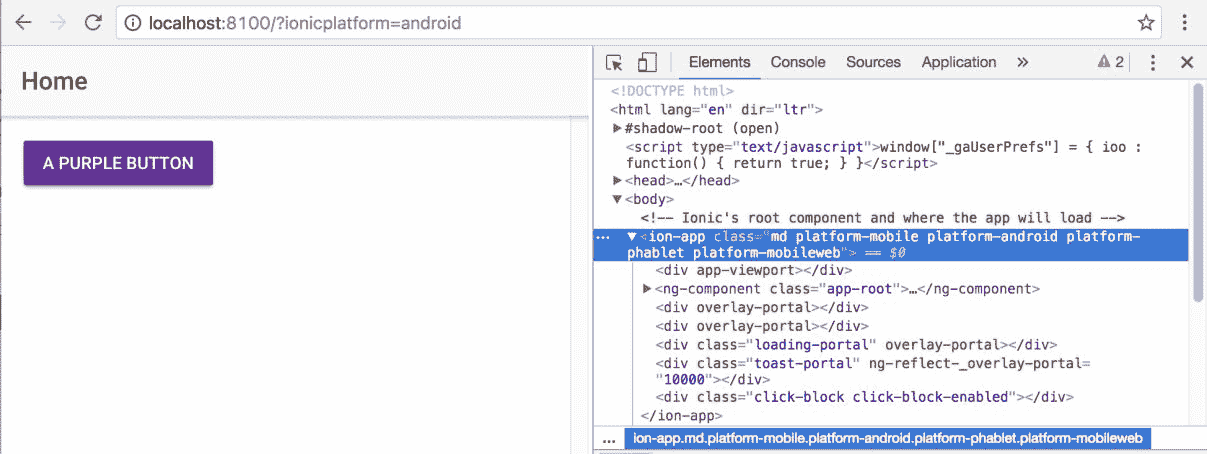 localhost:8100/?ionicplatform=android
Home
A PURPLE BUTTON
Elements Console Sources Application » 2
<!DOCTYPE html>
<html lang="en" dir="ltr">
#shadow-root (open)
<script type="text/javascript">window["_gaUserPrefs"] = { ioo :
function() { return true; } }</script>
<head>…</head>
<body>
<!-- Ionic's root component and where the app will load -->
<ion-app class="md platform-mobile platform-android platform-
phablet platform-mobileweb"> == $0
<div app-viewport></div>
<ng-component class="app-root">…</ng-component>
<div overlay-portal></div>
<div overlay-portal></div>
<div class="loading-portal" overlay-portal></div>
<div class="toast-portal" ng-reflect-_overlay-portal=
"10000"></div>
<div class="click-block click-block-enabled"></div>
</ion-app>
... ion-app.md.platform-mobile.platform-android.platform-phablet.platform-mobileweb